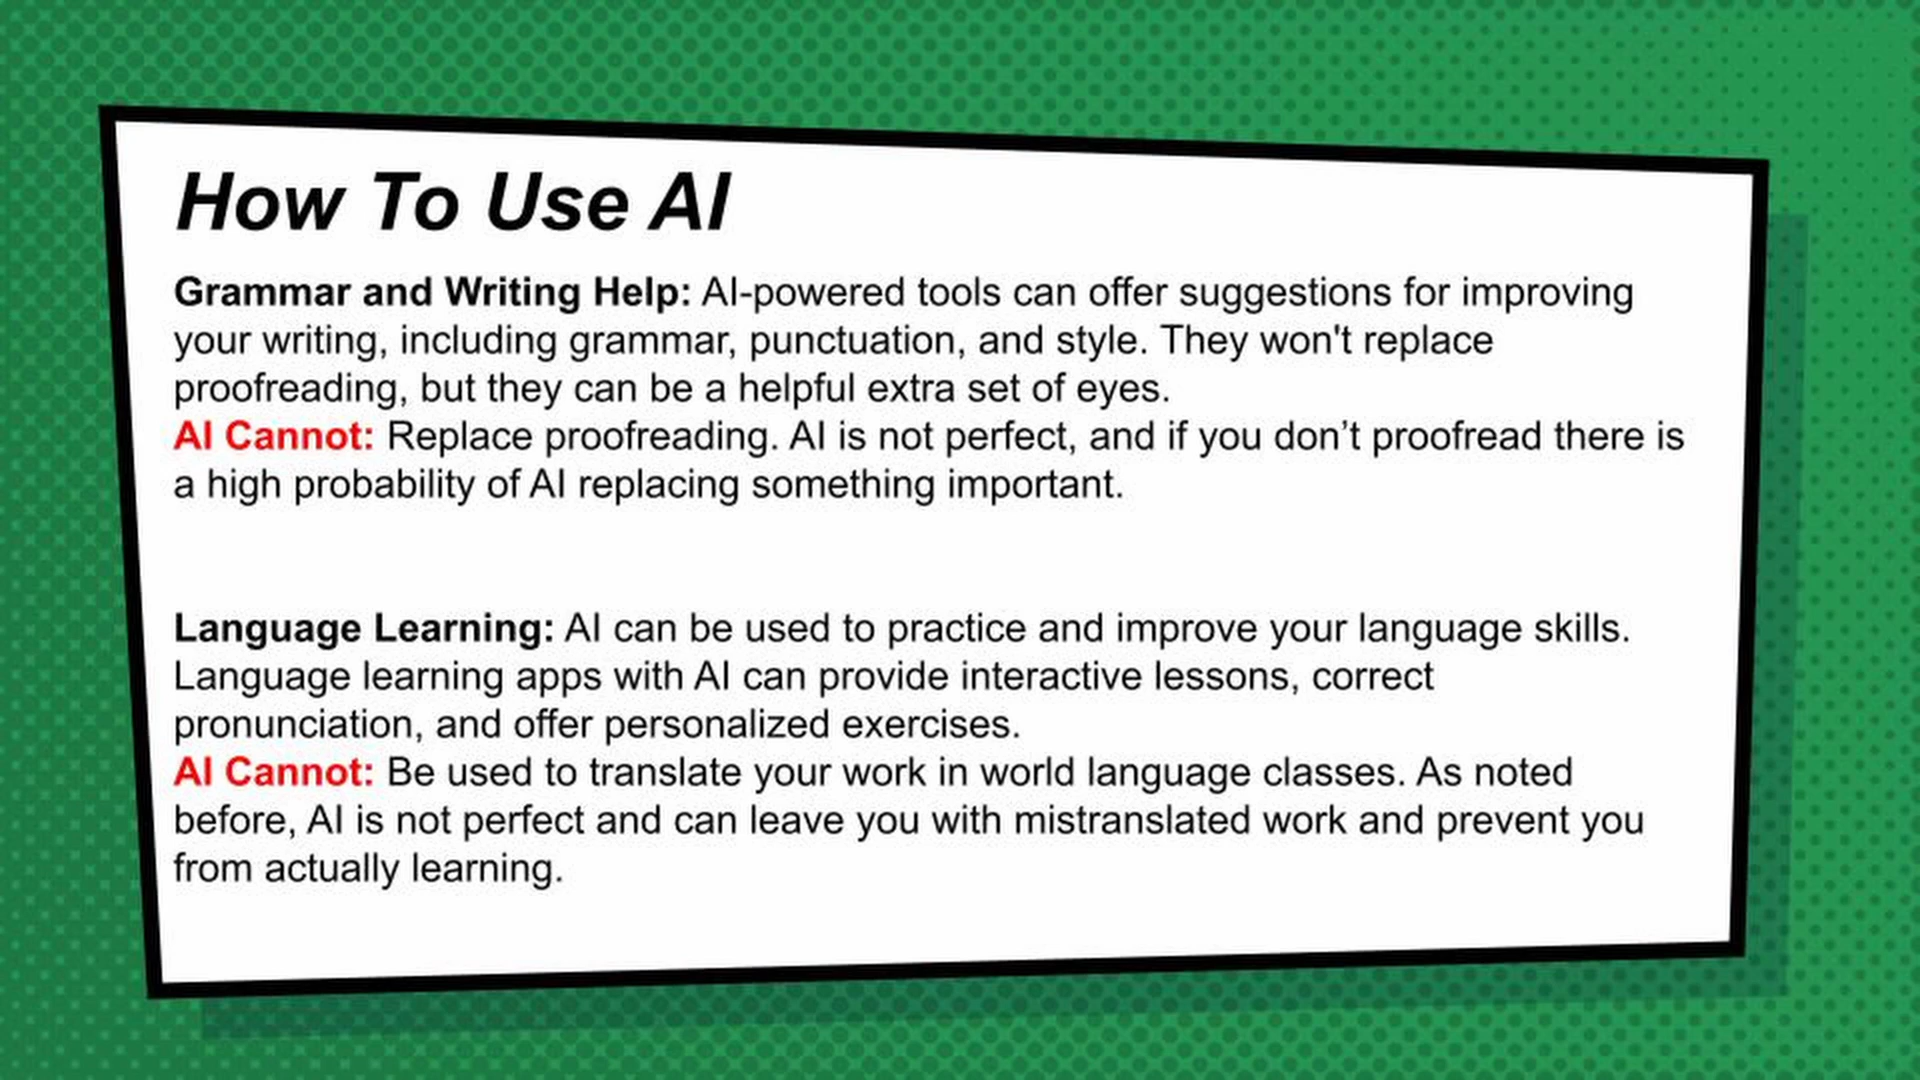 How To Use AI
Grammar and Writing Help: AI-powered tools can offer suggestions for improving
your writing, including grammar, punctuation, and style. They won't replace
proofreading, but they can be a helpful extra set of eyes.
AI Cannot: Replace proofreading. AI is not perfect, and if you don’t proofread there is
a high probability of AI replacing something important.
Language Learning: AI can be used to practice and improve your language skills.
Language learning apps with AI can provide interactive lessons, correct
pronunciation, and offer personalized exercises.
AI Cannot: Be used to translate your work in world language classes. As noted
before, AI is not perfect and can leave you with mistranslated work and prevent you
from actually learning.